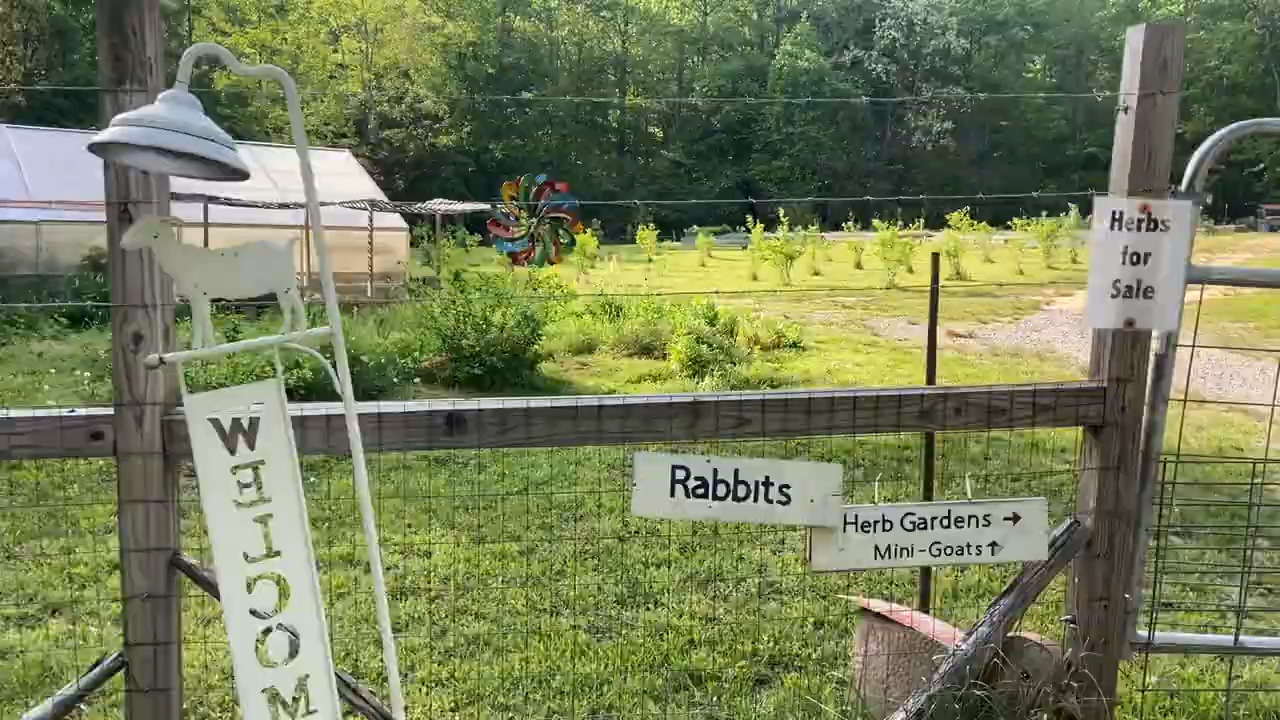 WELCOM
Rabbits
Herb Gardens →
Mini-Goats ↑
Herbs
for
Sale